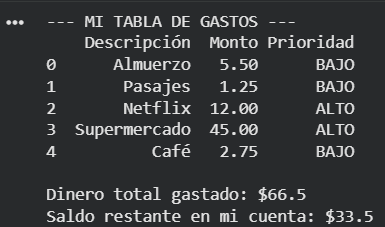 --- MI TABLA DE GASTOS ---
Descripción Monto Prioridad
0 Almuerzo 5.50 BAJO
1 Pasajes 1.25 BAJO
2 Netflix 12.00 ALTO
3 Supermercado 45.00 ALTO
4 Café 2.75 BAJO
Dinero total gastado: $66.5
Saldo restante en mi cuenta: $33.5